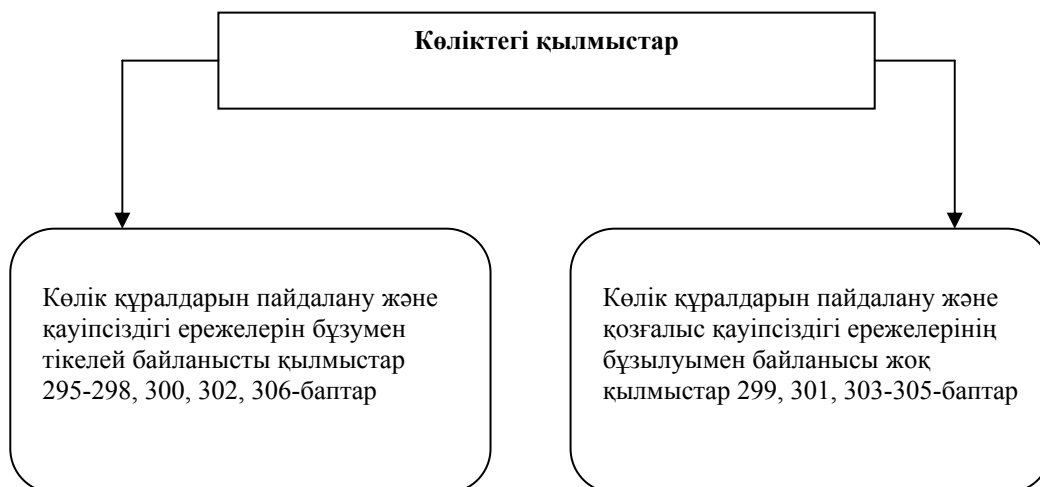 Көліктегі қылмыстар
Көлік құралдарын пайдалану және
қауіпсіздігі ережелерін бұзумен
тікелей байланысты қылмыстар
295-298, 300, 302, 306-баптар
Көлік құралдарын пайдалану және
қозғалыс қауіпсіздігі ережелерінің
бұзылуымен байланысы жоқ
қылмыстар 299, 301, 303-305-баптар